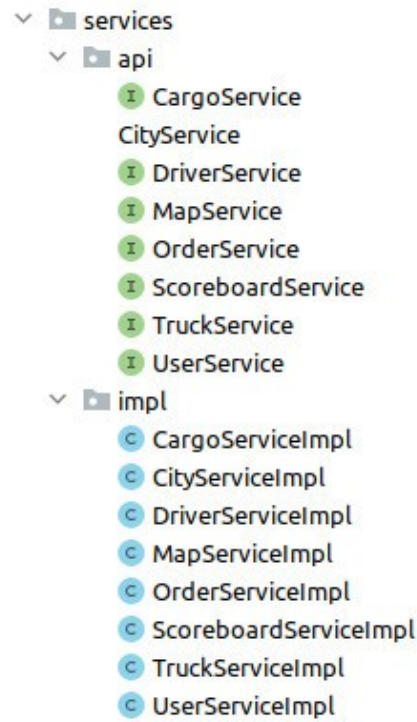 services
api
I CargoService
CityService
I DriverService
I MapService
I OrderService
I ScoreboardService
I TruckService
I UserService
impl
C CargoServiceImpl
C CityServiceImpl
C DriverServiceImpl
C MapServiceImpl
C OrderServiceImpl
C ScoreboardServiceImpl
C TruckServiceImpl
C UserServiceImpl